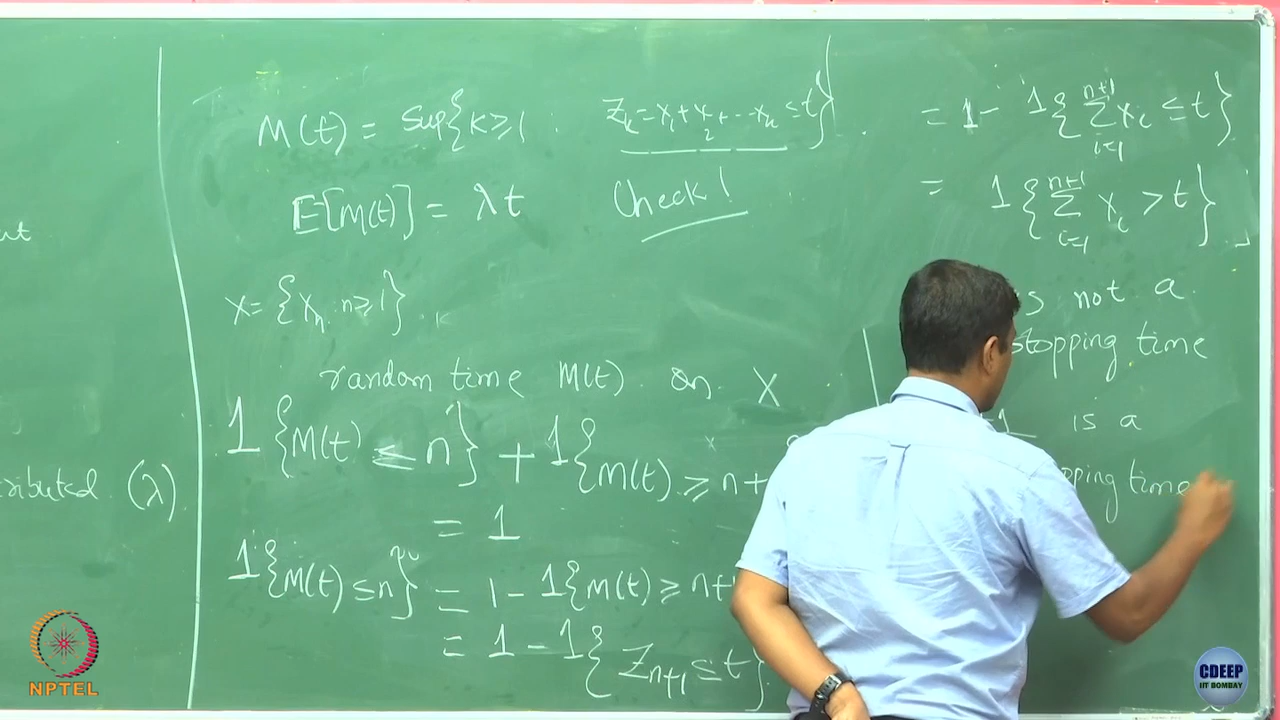 M(t) = Sup{K≥1 : Z_k = X_1 + X_2 + ... X_k ≤ t}
E[M(t)] = λt Check!
X = {X_n, n≥1}
random time M(t) on X
1{M(t) ≤ n} + 1{M(t) ≥ n+
= 1
1{M(t) ≤ n} = 1 - 1{M(t) ≥ n+
= 1 - 1{Z_{n+1} ≤ t}
(λ)
= 1 - 1{∑_{i=1}^{n+1} X_i ≤ t}
= 1{∑_{i=1}^{n+1} X_i > t}
not a
stopping time
is a
time
NPTEL
CDEEP
IIT BOMBAY